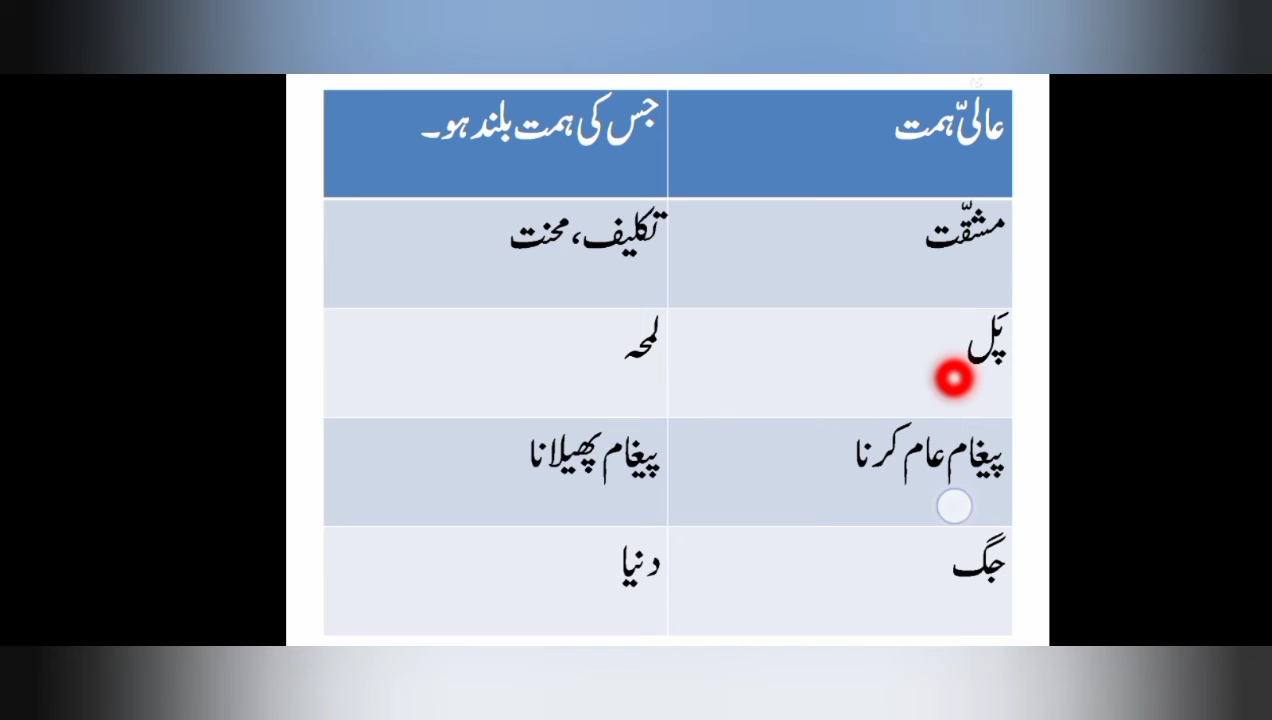 عالیّ ہمت جس کی ہمت بلند ہو۔
مشقّت تکلیف، محنت
پَل لمحہ
پیغام عام کرنا پیغام پھیلانا
جگ دنیا